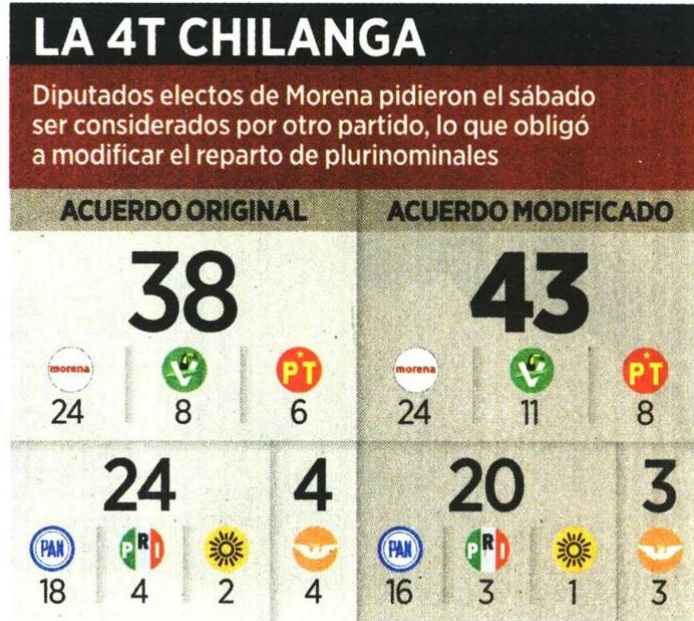 LA 4T CHILANGA
Diputados electos de Morena pidieron el sábado
ser considerados por otro partido, lo que obligó
a modificar el reparto de plurinominales
ACUERDO ORIGINAL
38
morena V PT
24 8 6
24 4
PAN PRI
18 4 2 4
ACUERDO MODIFICADO
43
morena V PT
24 11 8
20 3
PAN PRI
16 3 1 3